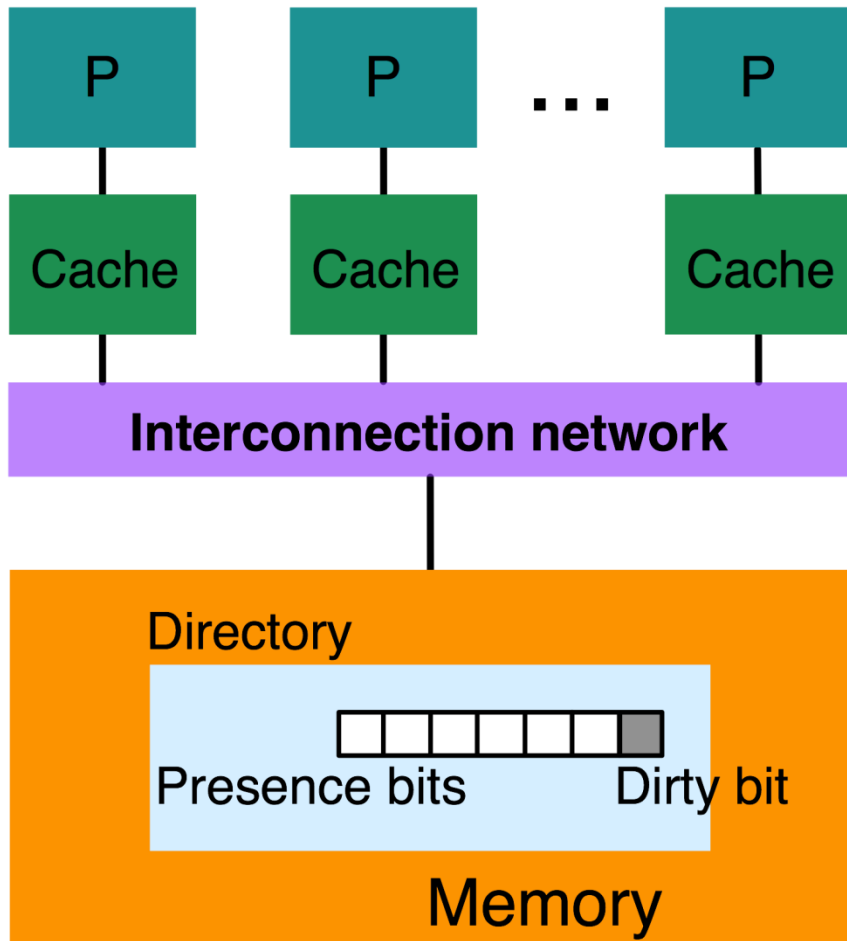 P P ... P
Cache Cache Cache
Interconnection network
Directory
Presence bits Dirty bit
Memory